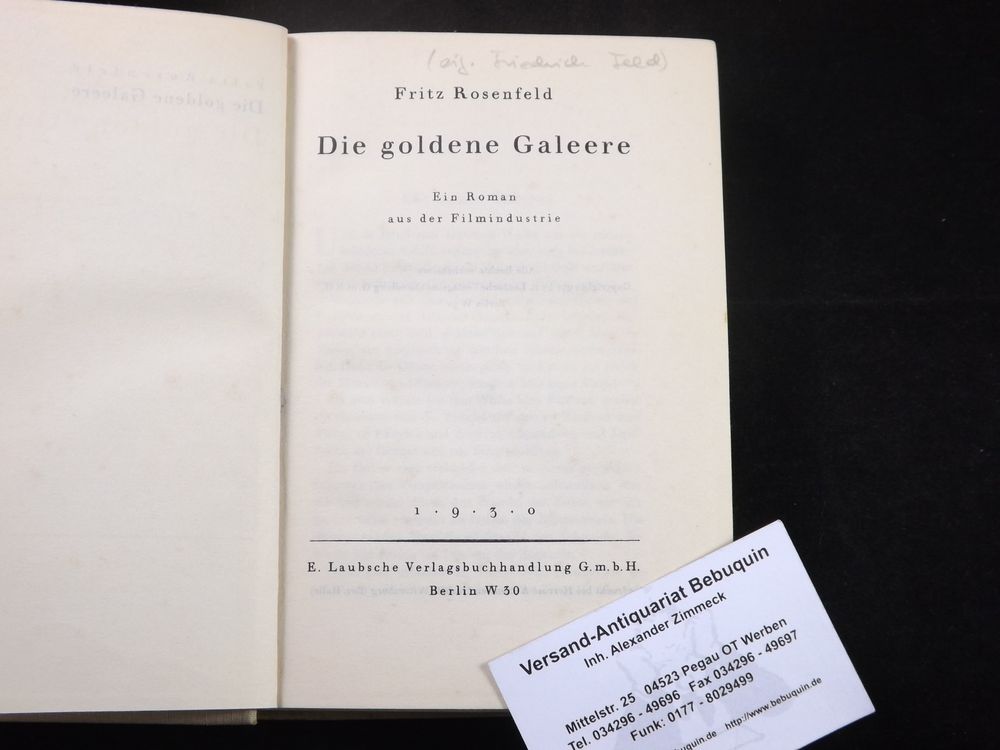 (eig. Friedrich Feld)
Fritz Rosenfeld
Die goldene Galeere
Ein Roman
aus der Filmindustrie
1 · 9 · 3 · 0
E. Laubsche Verlagsbuchhandlung G.m.b.H.
Berlin W 30
Versand-Antiquariat Bebuquin
Inh. Alexander Zimmeck
Mittelstr. 25 04523 Pegau OT Werben
Tel. 034296 - 49696 Fax 034296 - 49697
Funk: 0177 - 8029499
buquin.de http://www.bebuquin.de